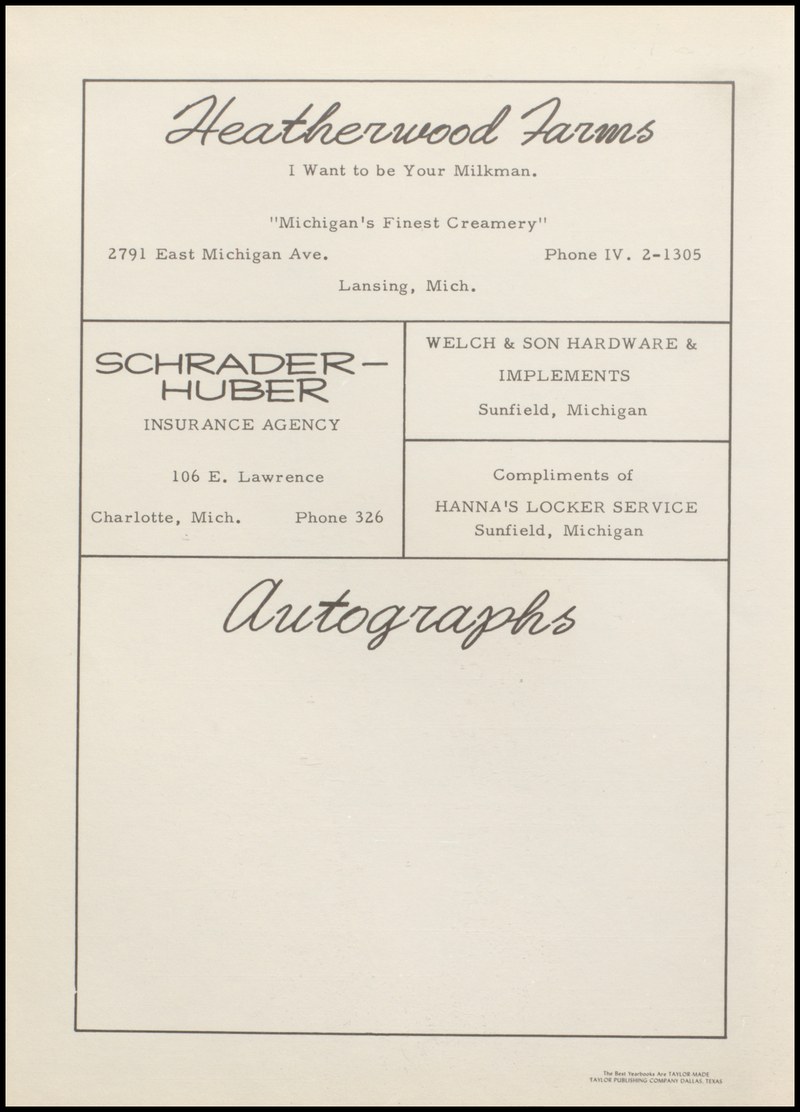 Heatherwood Farms
I Want to be Your Milkman.
"Michigan's Finest Creamery"
2791 East Michigan Ave. Phone IV. 2-1305
Lansing, Mich.
SCHRADER-
HUBER
INSURANCE AGENCY
106 E. Lawrence
Charlotte, Mich. Phone 326
WELCH & SON HARDWARE &
IMPLEMENTS
Sunfield, Michigan
Compliments of
HANNA'S LOCKER SERVICE
Sunfield, Michigan
Autographs
The Best Yearbooks Are TAYLOR-MADE
TAYLOR PUBLISHING COMPANY DALLAS, TEXAS